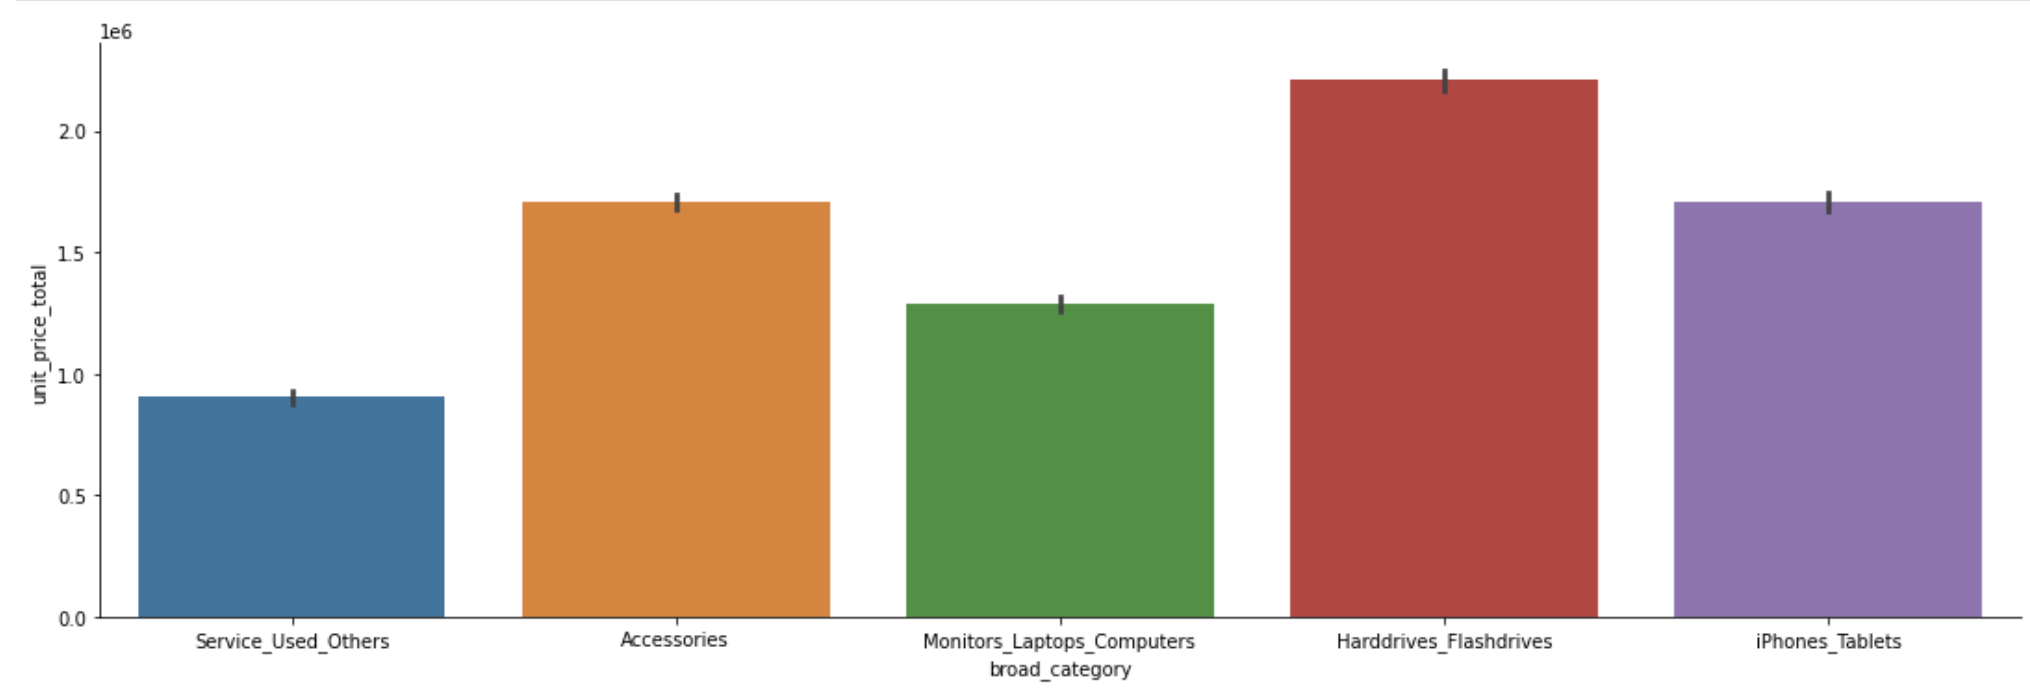 1e6
2.0
1.5
1.0
0.5
0.0
unit_price_total
Service_Used_Others Accessories Monitors_Laptops_Computers Harddrives_Flashdrives iPhones_Tablets
broad_category